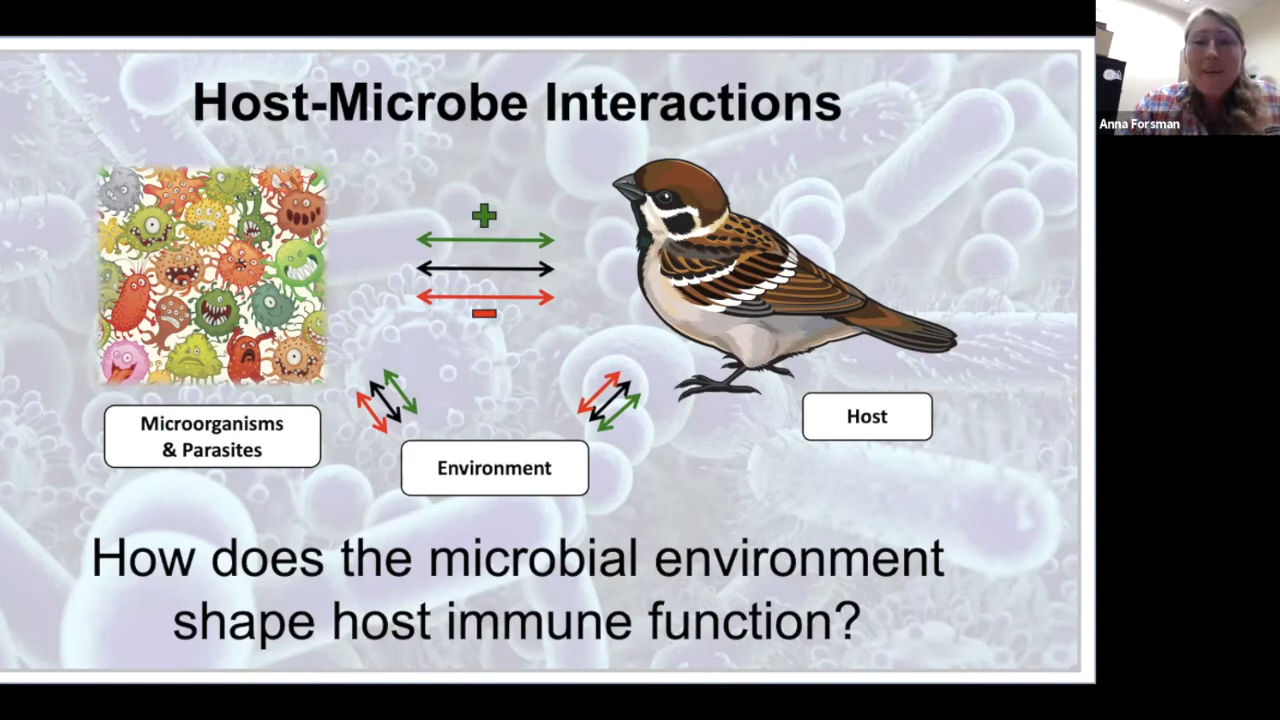 Host-Microbe Interactions
Anna Forsman
Microorganisms
& Parasites
Host
Environment
How does the microbial environment
shape host immune function?